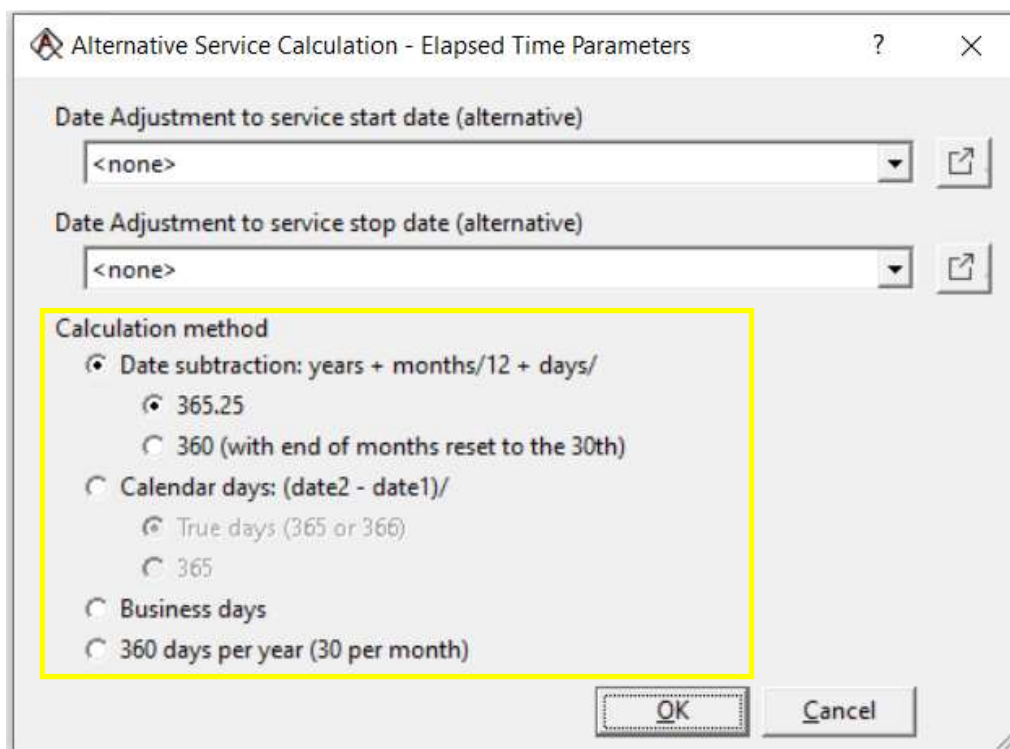 Alternative Service Calculation - Elapsed Time Parameters ?
Date Adjustment to service start date (alternative)
<none>
Date Adjustment to service stop date (alternative)
<none>
Calculation method
Date subtraction: years + months/12 + days/
365.25
360 (with end of months reset to the 30th)
Calendar days: (date2 - date1)/
True days (365 or 366)
365
Business days
360 days per year (30 per month)
OK Cancel